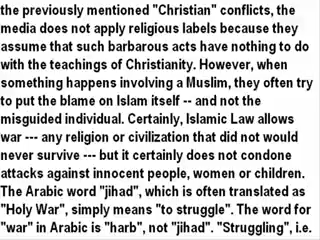 the previously mentioned "Christian" conflicts, the
media does not apply religious labels because they
assume that such barbarous acts have nothing to do
with the teachings of Christianity. However, when
something happens involving a Muslim, they often try
to put the blame on Islam itself -- and not the
misguided individual. Certainly, Islamic Law allows
war --- any religion or civilization that did not would
never survive --- but it certainly does not condone
attacks against innocent people, women or children.
The Arabic word "jihad", which is often translated as
"Holy War", simply means "to struggle". The word for
"war" in Arabic is "harb", not "jihad". "Struggling", i.e.